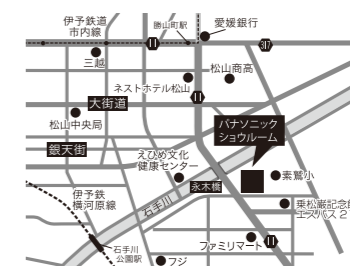 伊予鉄道
市内線
勝山町駅
愛媛銀行
11
317
三越
ネストホテル松山
松山商高
大街道
11
松山中央局
パナソニック
ショウルーム
銀天街
えひめ文化
健康センター
素鵞小
永木橋
伊予鉄
横河原線
石手川
乗松巌記念館
エスパス2
ファミリマート
11
石手川
公園駅
フジ